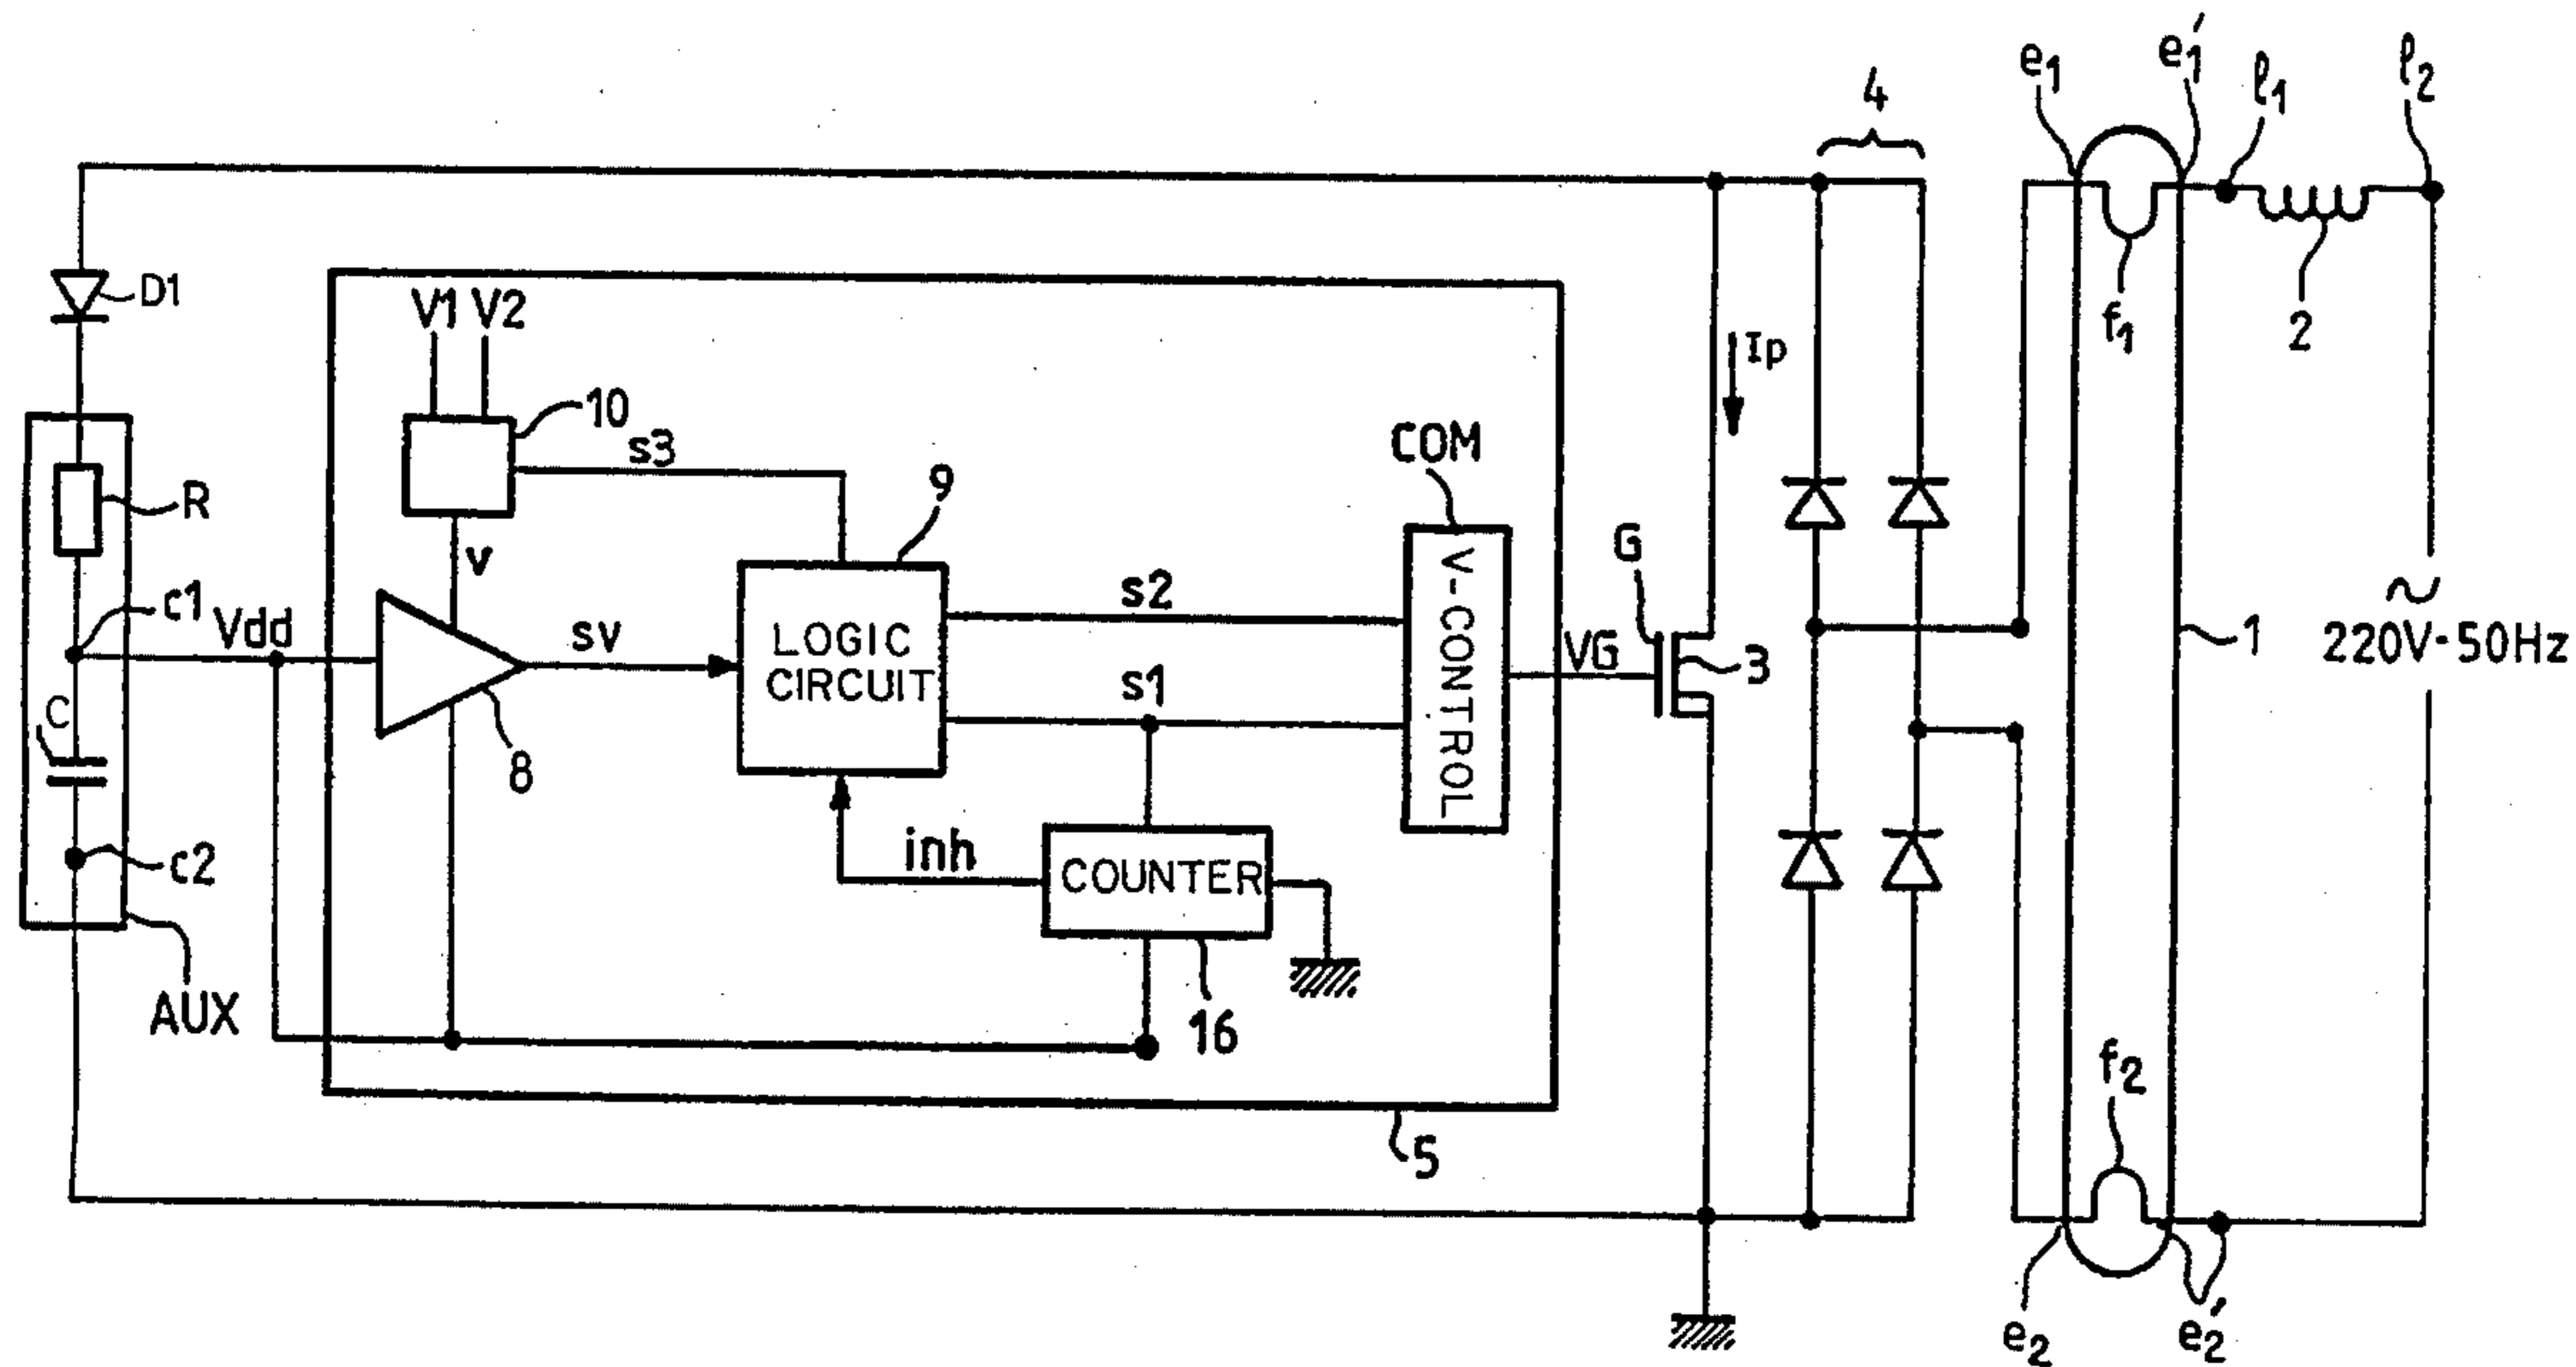 e1
e1'
l1
l2
4
D1
V1 V2
10
s3
Ip
f1
2
R
9
COM
v
G
c1
Vdd
sv
LOGIC
CIRCUIT
s2
s1
V-CONTROL
VG
3
1
~
220V-50Hz
C
8
inh
COUNTER
c2
AUX
16
f2
5
e2
e2'